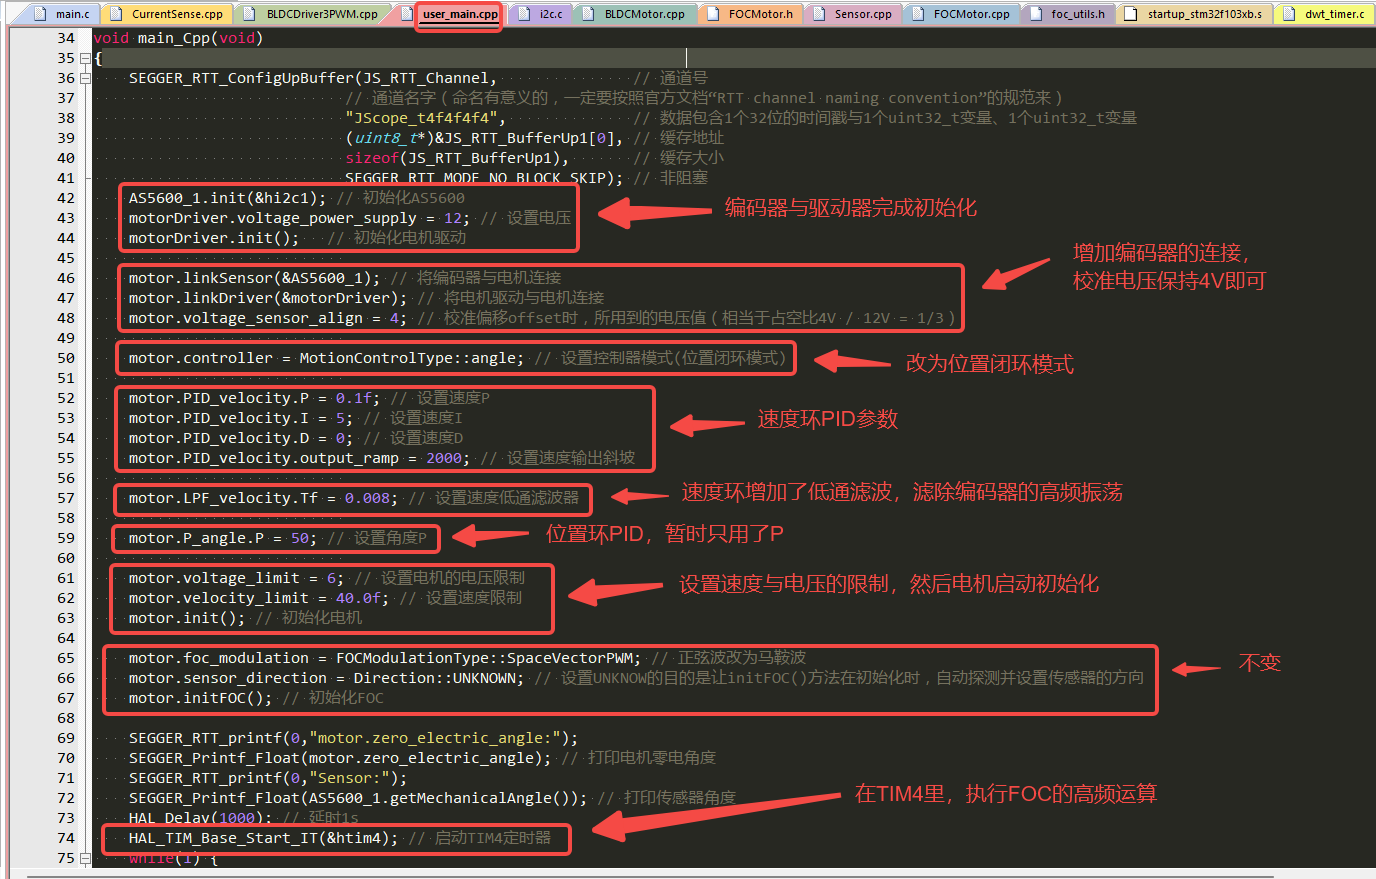 main.c CurrentSense.cpp BLDCDriver3PWM.cpp user_main.cpp i2c.c BLDCMotor.cpp FOCMotor.h Sensor.cpp FOCMotor.cpp foc_utils.h startup_stm32f103xb.s dwt_timer.c
34 void main_Cpp(void)
35 {
36 SEGGER_RTT_ConfigUpBuffer(JS_RTT_Channel, // 通道号
37 // 通道名字（命名有意义的，一定要按照官方文档“RTT channel naming convention”的规范来）
38 "JScope_t4f4f4f4", // 数据包含1个32位的时间戳与1个uint32_t变量、1个uint32_t变量
39 (uint8_t*)&JS_RTT_BufferUp1[0], // 缓存地址
40 sizeof(JS_RTT_BufferUp1), // 缓存大小
41 SEGGER_RTT_MODE_NO_BLOCK_SKIP); // 非阻塞
42 AS5600_1.init(&hi2c1); // 初始化AS5600
43 motorDriver.voltage_power_supply = 12; // 设置电压
编码器与驱动器完成初始化
44 motorDriver.init(); // 初始化电机驱动
45
增加编码器的连接，
校准电压保持4V即可
46 motor.linkSensor(&AS5600_1); // 将编码器与电机连接
47 motor.linkDriver(&motorDriver); // 将电机驱动与电机连接
48 motor.voltage_sensor_align = 4; // 校准偏移offset时，所用到的电压值（相当于占空比4V / 12V = 1/3）
49
50 motor.controller = MotionControlType::angle; // 设置控制器模式(位置闭环模式)
改为位置闭环模式
51
52 motor.PID_velocity.P = 0.1f; // 设置速度P
53 motor.PID_velocity.I = 5; // 设置速度I
速度环PID参数
54 motor.PID_velocity.D = 0; // 设置速度D
55 motor.PID_velocity.output_ramp = 2000; // 设置速度输出斜坡
56
57 motor.LPF_velocity.Tf = 0.008; // 设置速度低通滤波器
速度环增加了低通滤波，滤除编码器的高频振荡
58
59 motor.P_angle.P = 50; // 设置角度P
位置环PID，暂时只用了P
60
61 motor.voltage_limit = 6; // 设置电机的电压限制
设置速度与电压的限制，然后电机启动初始化
62 motor.velocity_limit = 40.0f; // 设置速度限制
63 motor.init(); // 初始化电机
64
65 motor.foc_modulation = FOCModulationType::SpaceVectorPWM; // 正弦波改为马鞍波
不变
66 motor.sensor_direction = Direction::UNKNOWN; // 设置UNKNOW的目的是让initFOC()方法在初始化时，自动探测并设置传感器的方向
67 motor.initFOC(); // 初始化FOC
68
69 SEGGER_RTT_printf(0,"motor.zero_electric_angle:");
70 SEGGER_Printf_Float(motor.zero_electric_angle); // 打印电机零电角度
71 SEGGER_RTT_printf(0,"Sensor:");
72 SEGGER_Printf_Float(AS5600_1.getMechanicalAngle()); // 打印传感器角度
在TIM4里，执行FOC的高频运算
73 HAL_Delay(1000); // 延时1s
74 HAL_TIM_Base_Start_IT(&htim4); // 启动TIM4定时器
75 while(1) {